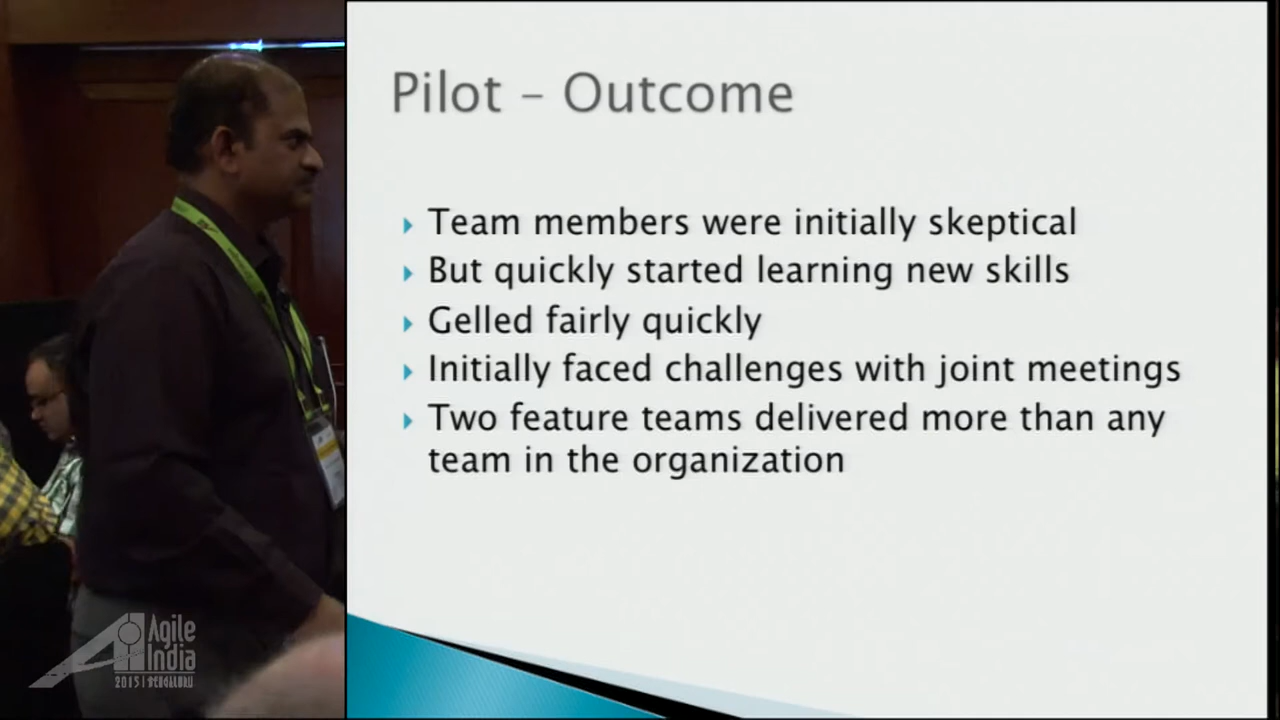 Pilot – Outcome
Team members were initially skeptical
But quickly started learning new skills
Gelled fairly quickly
Initially faced challenges with joint meetings
Two feature teams delivered more than any
team in the organization
Agile
India
2015 | BENGALURU